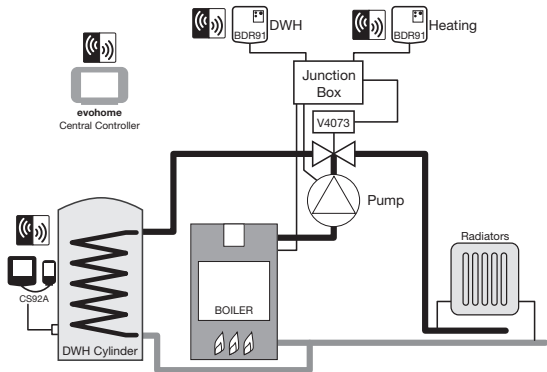 DWH
BDR91
Heating
BDR91
Junction
Box
evohome
Central Controller
V4073
Pump
Radiators
CS92A
BOILER
DWH Cylinder